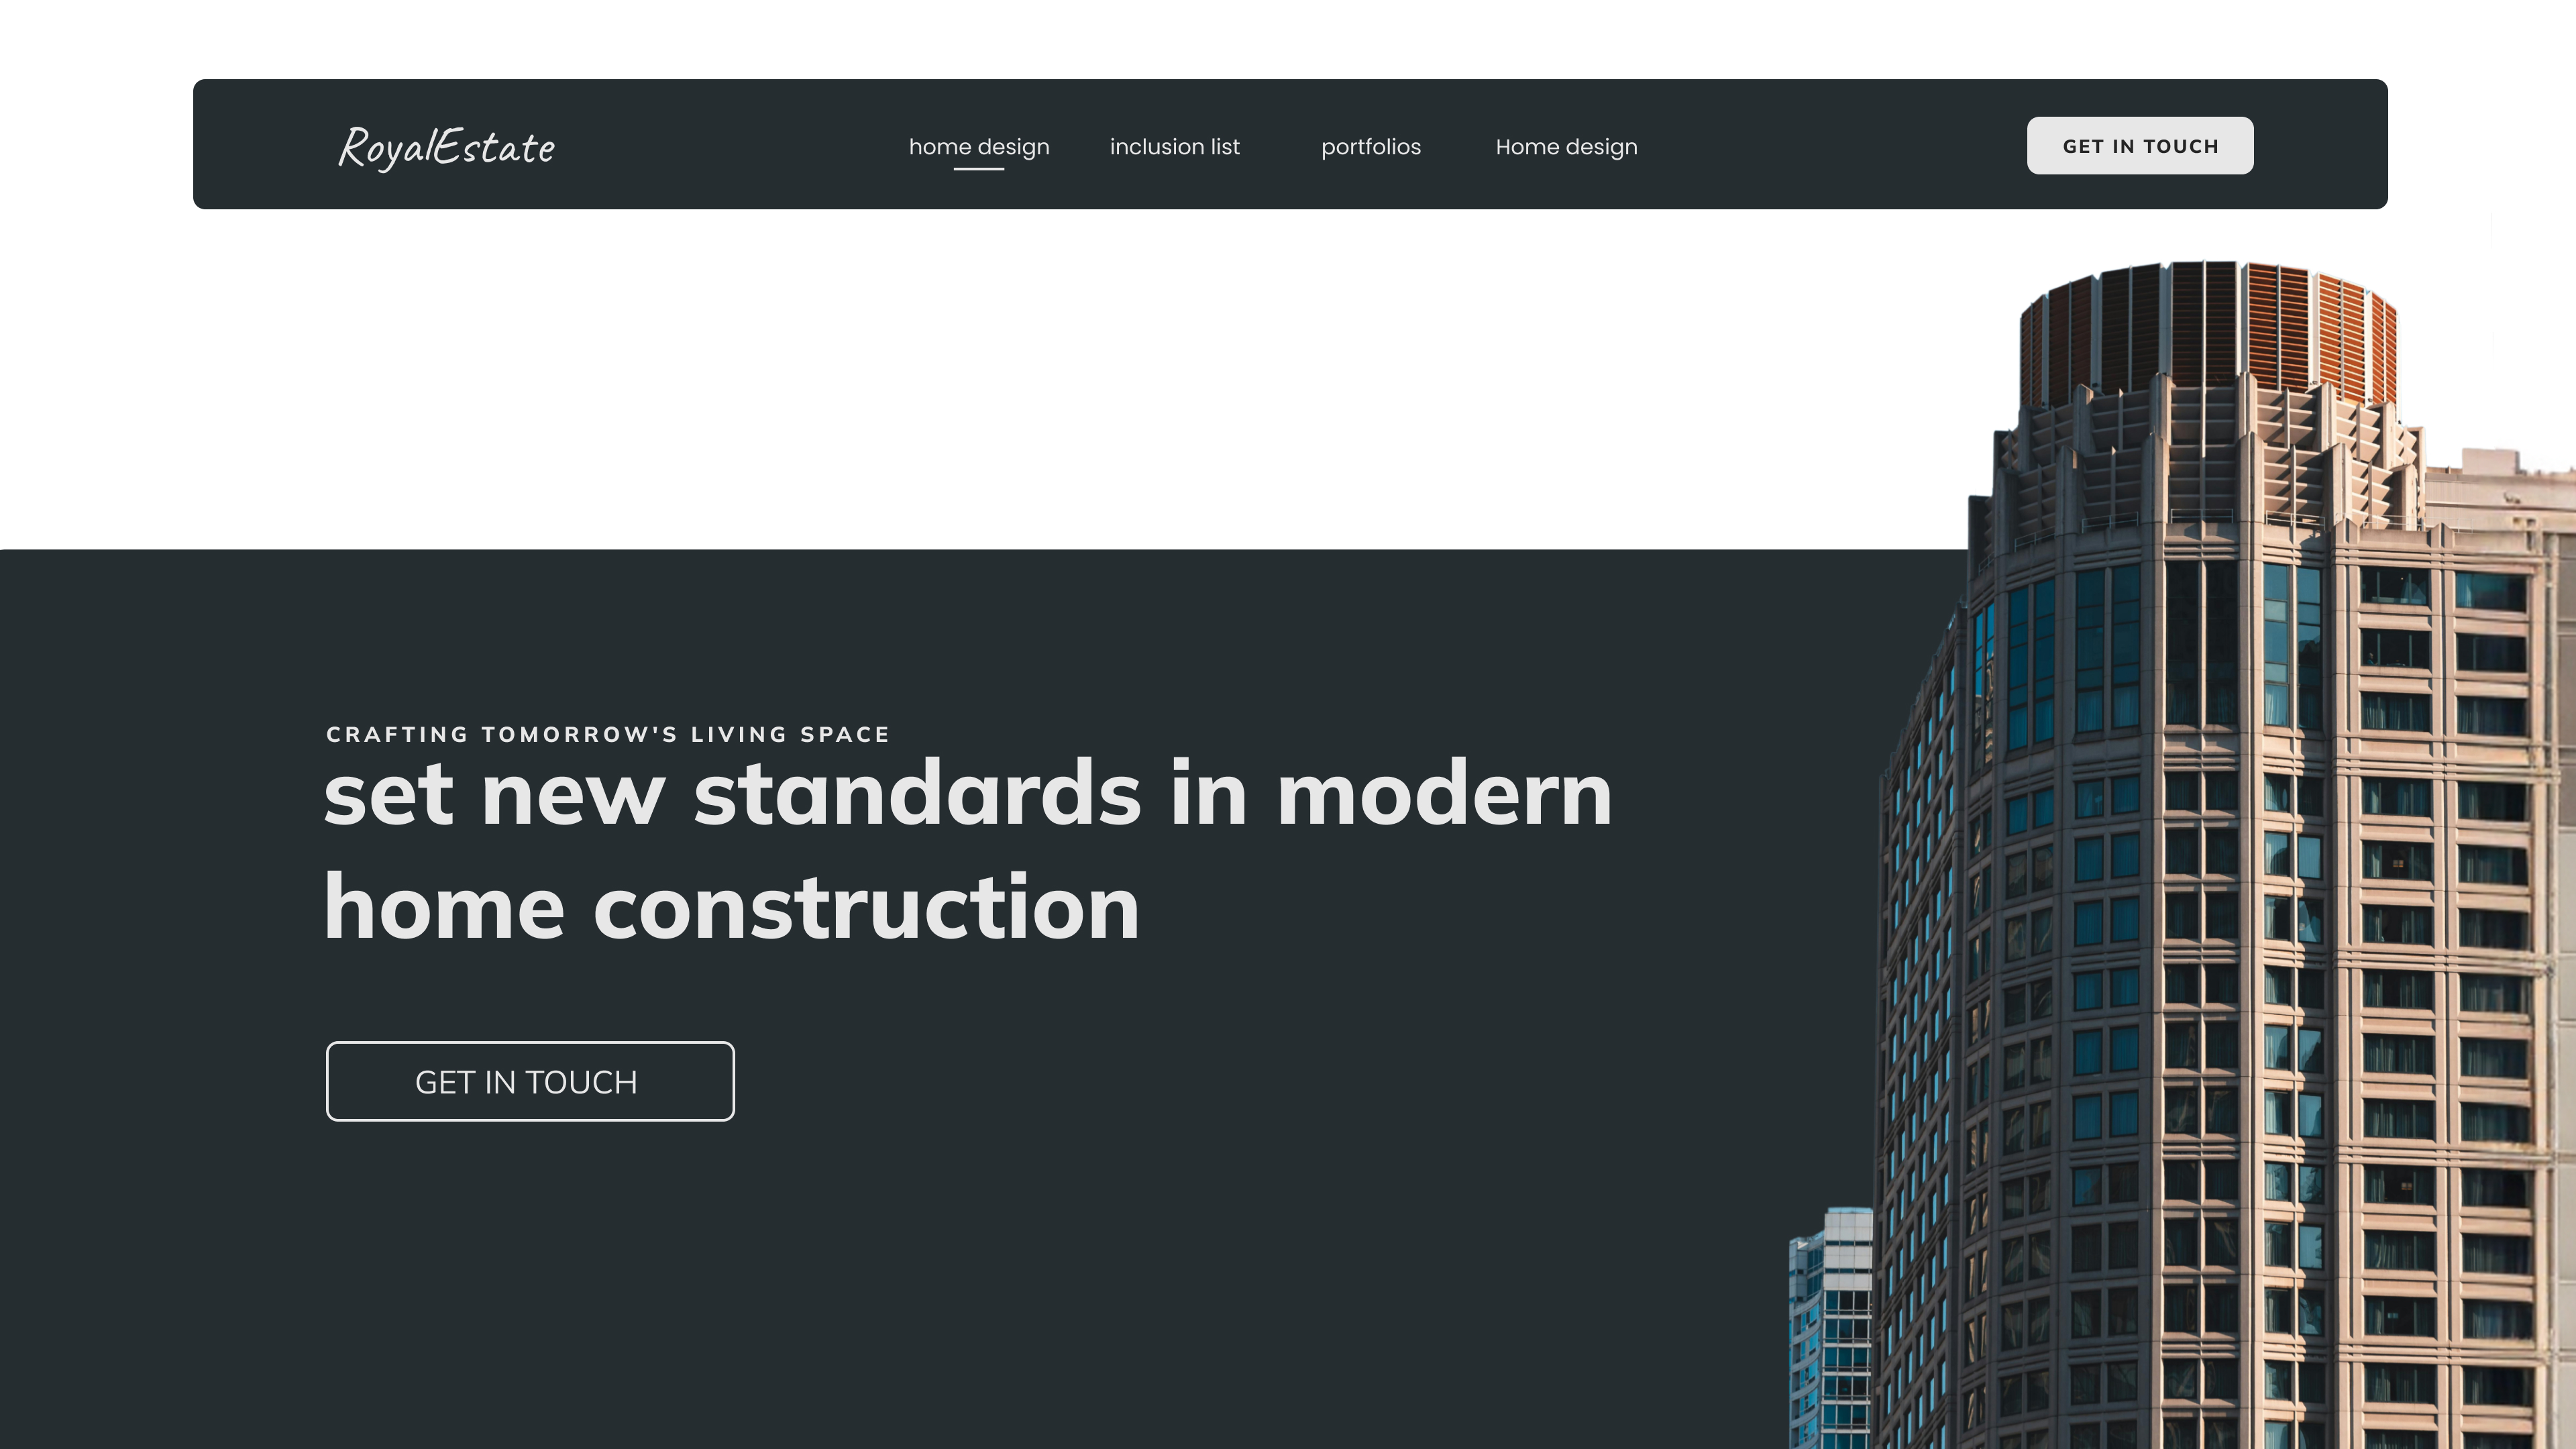 RoyalEstate
home design
inclusion list
portfolios
Home design
GET IN TOUCH
CRAFTING TOMORROW'S LIVING SPACE
set new standards in modern
home construction
GET IN TOUCH